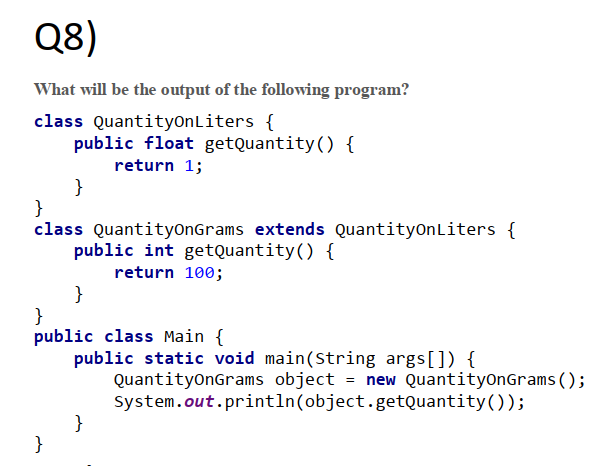 Q8)
What will be the output of the following program?
class QuantityOnLiters {
    public float getQuantity() {
        return 1;
    }
}
class QuantityOnGrams extends QuantityOnLiters {
    public int getQuantity() {
        return 100;
    }
}
public class Main {
    public static void main(String args[]) {
        QuantityOnGrams object = new QuantityOnGrams();
        System.out.println(object.getQuantity());
    }
}